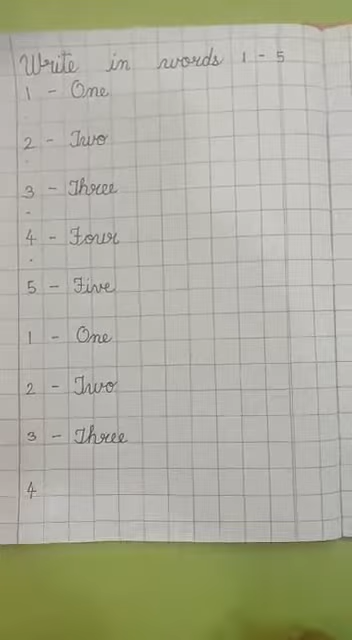 Write in words 1 - 5
1 - One
2 - Two
3 - Three
4 - Four
5 - Five
1 - One
2 - Two
3 - Three
4